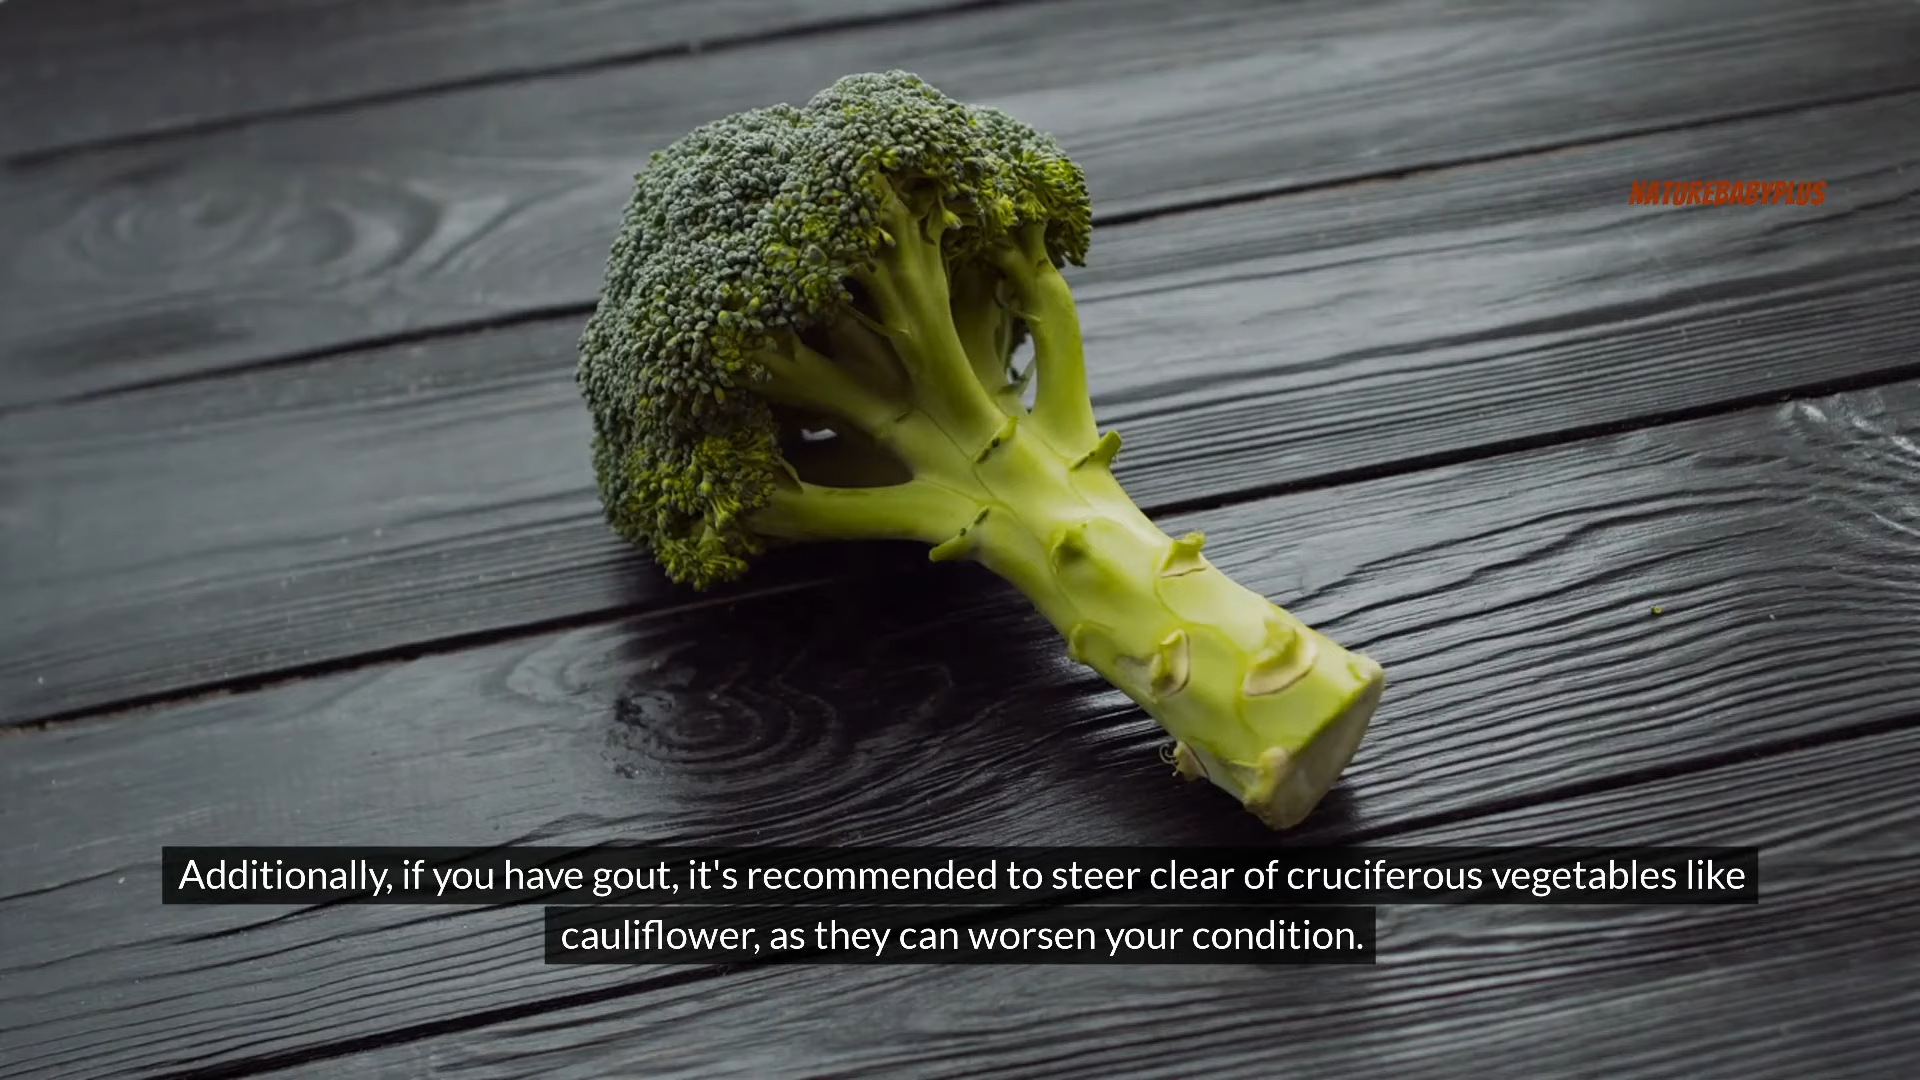 NATUREBABYPLUS
Additionally, if you have gout, it's recommended to steer clear of cruciferous vegetables like
cauliflower, as they can worsen your condition.